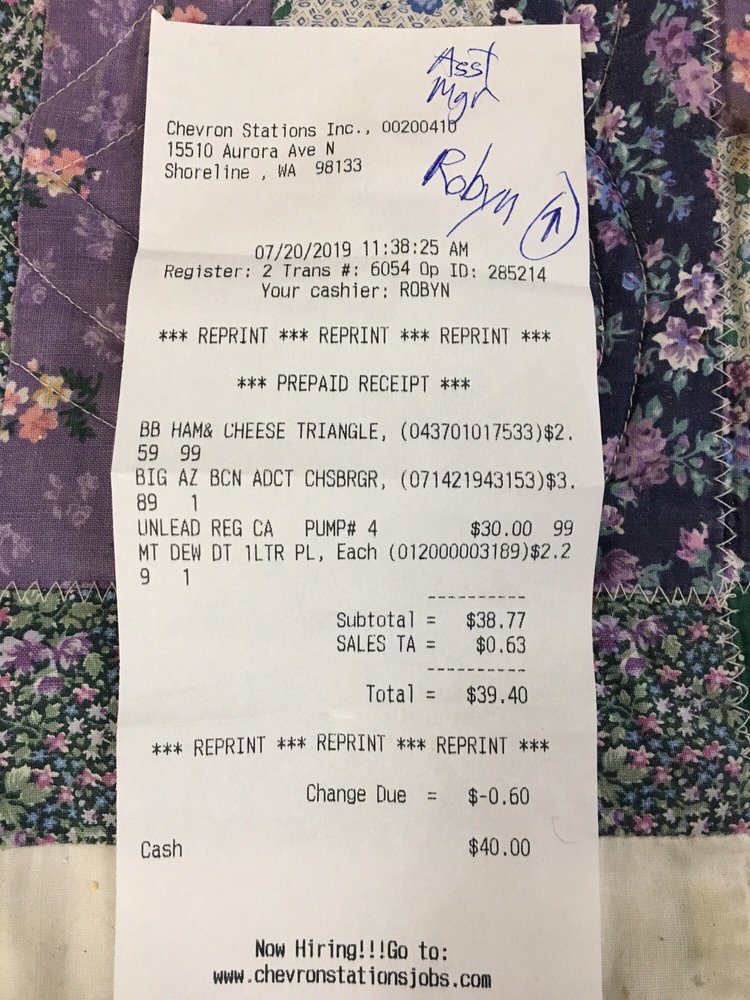 Asst
Mgr
Chevron Stations Inc., 00200410
15510 Aurora Ave N
Shoreline , WA 98133
Robyn
07/20/2019 11:38:25 AM
Register: 2 Trans #: 6054 Op ID: 285214
Your cashier: ROBYN
*** REPRINT *** REPRINT *** REPRINT ***
*** PREPAID RECEIPT ***
BB HAM& CHEESE TRIANGLE, (043701017533)$2.
59 99
BIG AZ BCN ADCT CHSBRGR, (071421943153)$3.
89 1
UNLEAD REG CA PUMP# 4 $30.00 99
MT DEW DT 1LTR PL, Each (012000003189)$2.2
9 1
----------
Subtotal = $38.77
SALES TA = $0.63
----------
Total = $39.40
*** REPRINT *** REPRINT *** REPRINT ***
Change Due = $-0.60
Cash $40.00
Now Hiring!!!Go to:
www.chevronstationsjobs.com